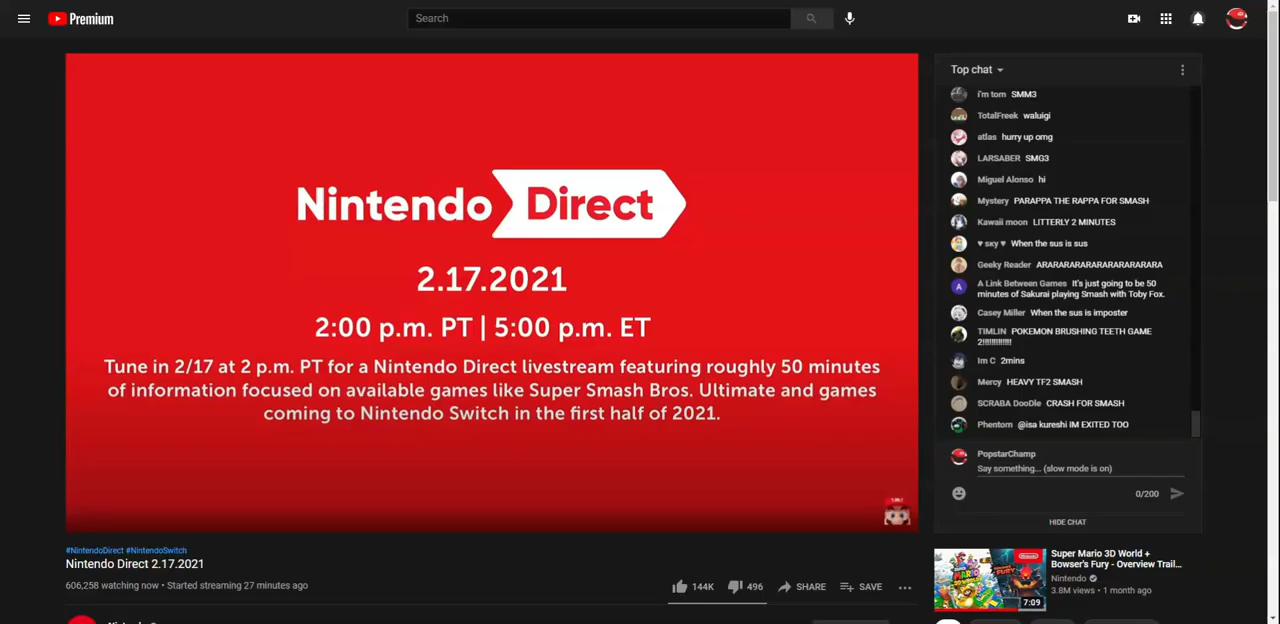 Premium
Search
Nintendo Direct
2.17.2021
2:00 p.m. PT | 5:00 p.m. ET
Tune in 2/17 at 2 p.m. PT for a Nintendo Direct livestream featuring roughly 50 minutes
of information focused on available games like Super Smash Bros. Ultimate and games
coming to Nintendo Switch in the first half of 2021.
#NintendoDirect #NintendoSwitch
Nintendo Direct 2.17.2021
606,258 watching now • Started streaming 27 minutes ago
144K 496 SHARE SAVE
Top chat
i'm tom SMM3
TotalFreek waluigi
atlas hurry up omg
LARSABER SMG3
Miguel Alonso hi
Mystery PARAPPA THE RAPPA FOR SMASH
Kawaii moon LITTERLY 2 MINUTES
♥ sᴋʏ ♥ When the sus is sus
Geeky Reader ARARARARARARARARARARA
A
A Link Between Games It's just going to be 50
minutes of Sakurai playing Smash with Toby Fox.
Casey Miller When the sus is imposter
TIMLIN POKEMON BRUSHING TEETH GAME
2!!!!!!!!!!!!!
Im C 2mins
Mercy HEAVY TF2 SMASH
SCRABA DooDle CRASH FOR SMASH
Phentom @isa kureshi IM EXITED TOO
PopstarChamp
Say something... (slow mode is on)
0/200
HIDE CHAT
Super Mario 3D World +
Bowser's Fury - Overview Trail...
Nintendo
3.8M views • 1 month ago
7:09